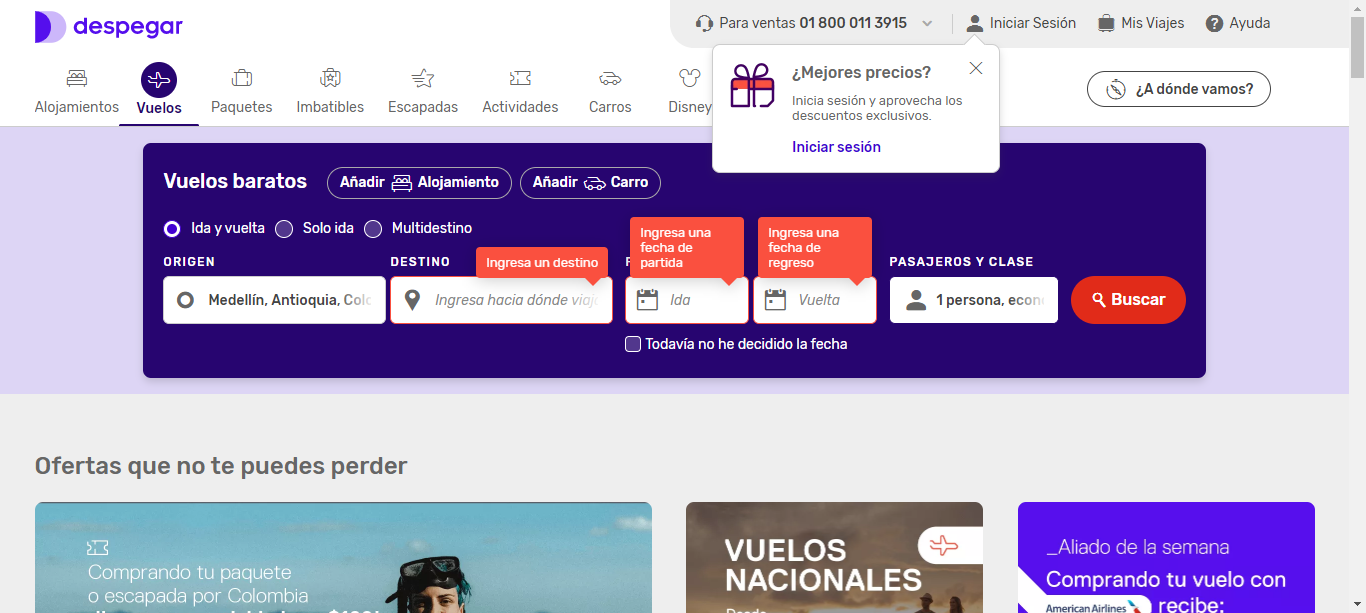 despegar
Para ventas 01 800 011 3915
Iniciar Sesión
Mis Viajes
Ayuda
Alojamientos
Vuelos
Paquetes
Imbatibles
Escapadas
Actividades
Carros
Disney
¿A dónde vamos?
¿Mejores precios?
Inicia sesión y aprovecha los
descuentos exclusivos.
Iniciar sesión
Vuelos baratos
Añadir Alojamiento
Añadir Carro
Ida y vuelta
Solo ida
Multidestino
Ingresa un destino
Ingresa una
fecha de
partida
Ingresa una
fecha de
regreso
ORIGEN
DESTINO
PASAJEROS Y CLASE
Medellín, Antioquia, Colo
Ingresa hacia dónde viaj
Ida
Vuelta
1 persona, econ
Buscar
Todavía no he decidido la fecha
Ofertas que no te puedes perder
Comprando tu paquete
o escapada por Colombia
VUELOS
NACIONALES
Desde
_Aliado de la semana
Comprando tu vuelo con
American Airlines recibe: